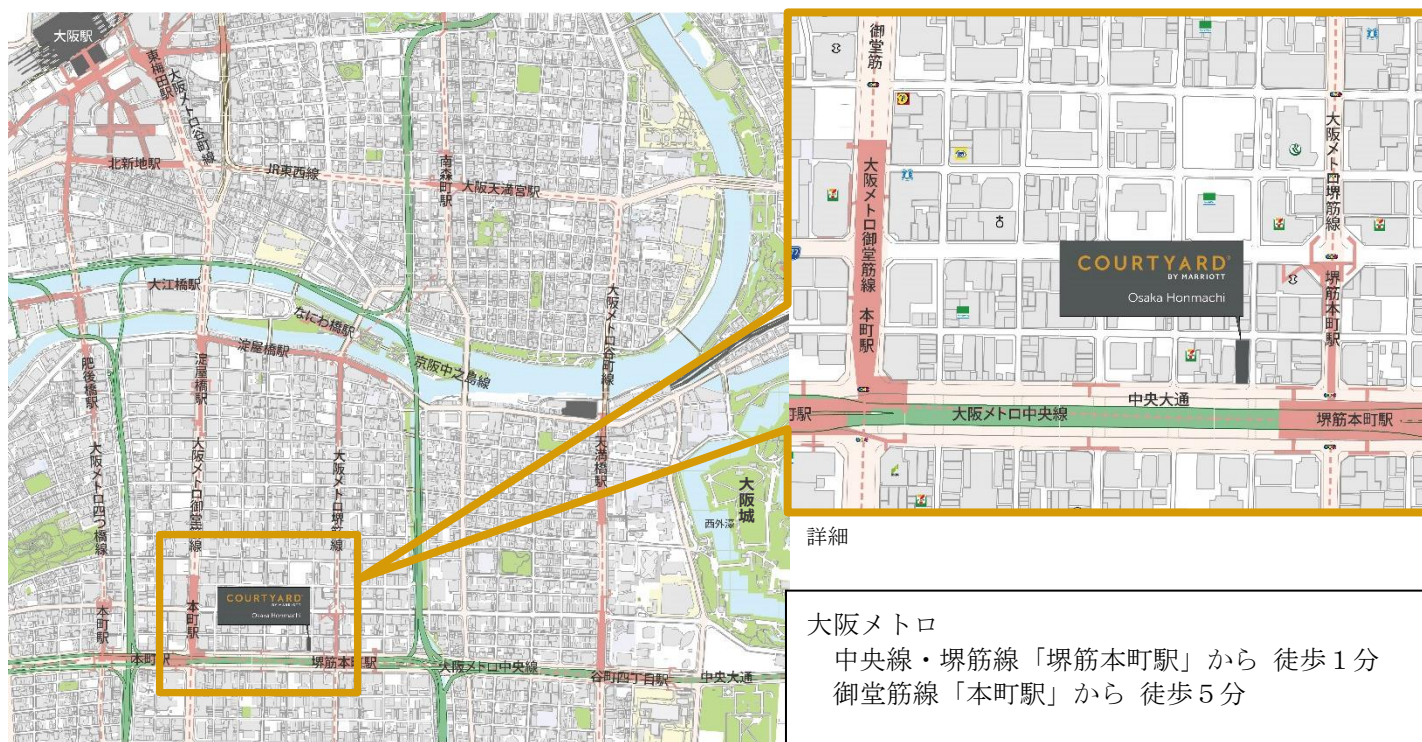 大阪駅
東梅田駅
大阪メトロ谷町線
北新地駅
JR東西線
南森町駅
大阪天満宮駅
大江橋駅
なにわ橋駅
淀屋橋駅
京阪中之島線
大阪メトロ谷町線
肥後橋駅
淀屋橋駅
天満橋駅
大阪メトロ四つ橋線
大阪メトロ御堂筋線
大阪メトロ堺筋線
大阪城
西外濠
COURTYARD®
BY MARRIOTT
Osaka Honmachi
本町駅
本町駅
本町駅
堺筋本町駅
大阪メトロ中央線
谷町四丁目駅
中央大通
御堂筋
大阪メトロ御堂筋線 本町駅
大阪メトロ堺筋線
COURTYARD®
BY MARRIOTT
Osaka Honmachi
堺筋本町駅
中央大通
町駅
大阪メトロ中央線
堺筋本町駅
詳細
大阪メトロ
中央線・堺筋線「堺筋本町駅」から 徒歩1分
御堂筋線「本町駅」から 徒歩5分